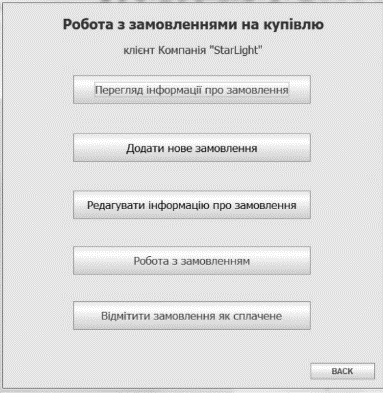 Робота з замовленнями на купівлю
клієнт Компанія "StarLight"
Перегляд інформації про замовлення
Додати нове замовлення
Редагувати інформацію про замовлення
Робота з замовленням
Відмітити замовлення як сплачене
BACK